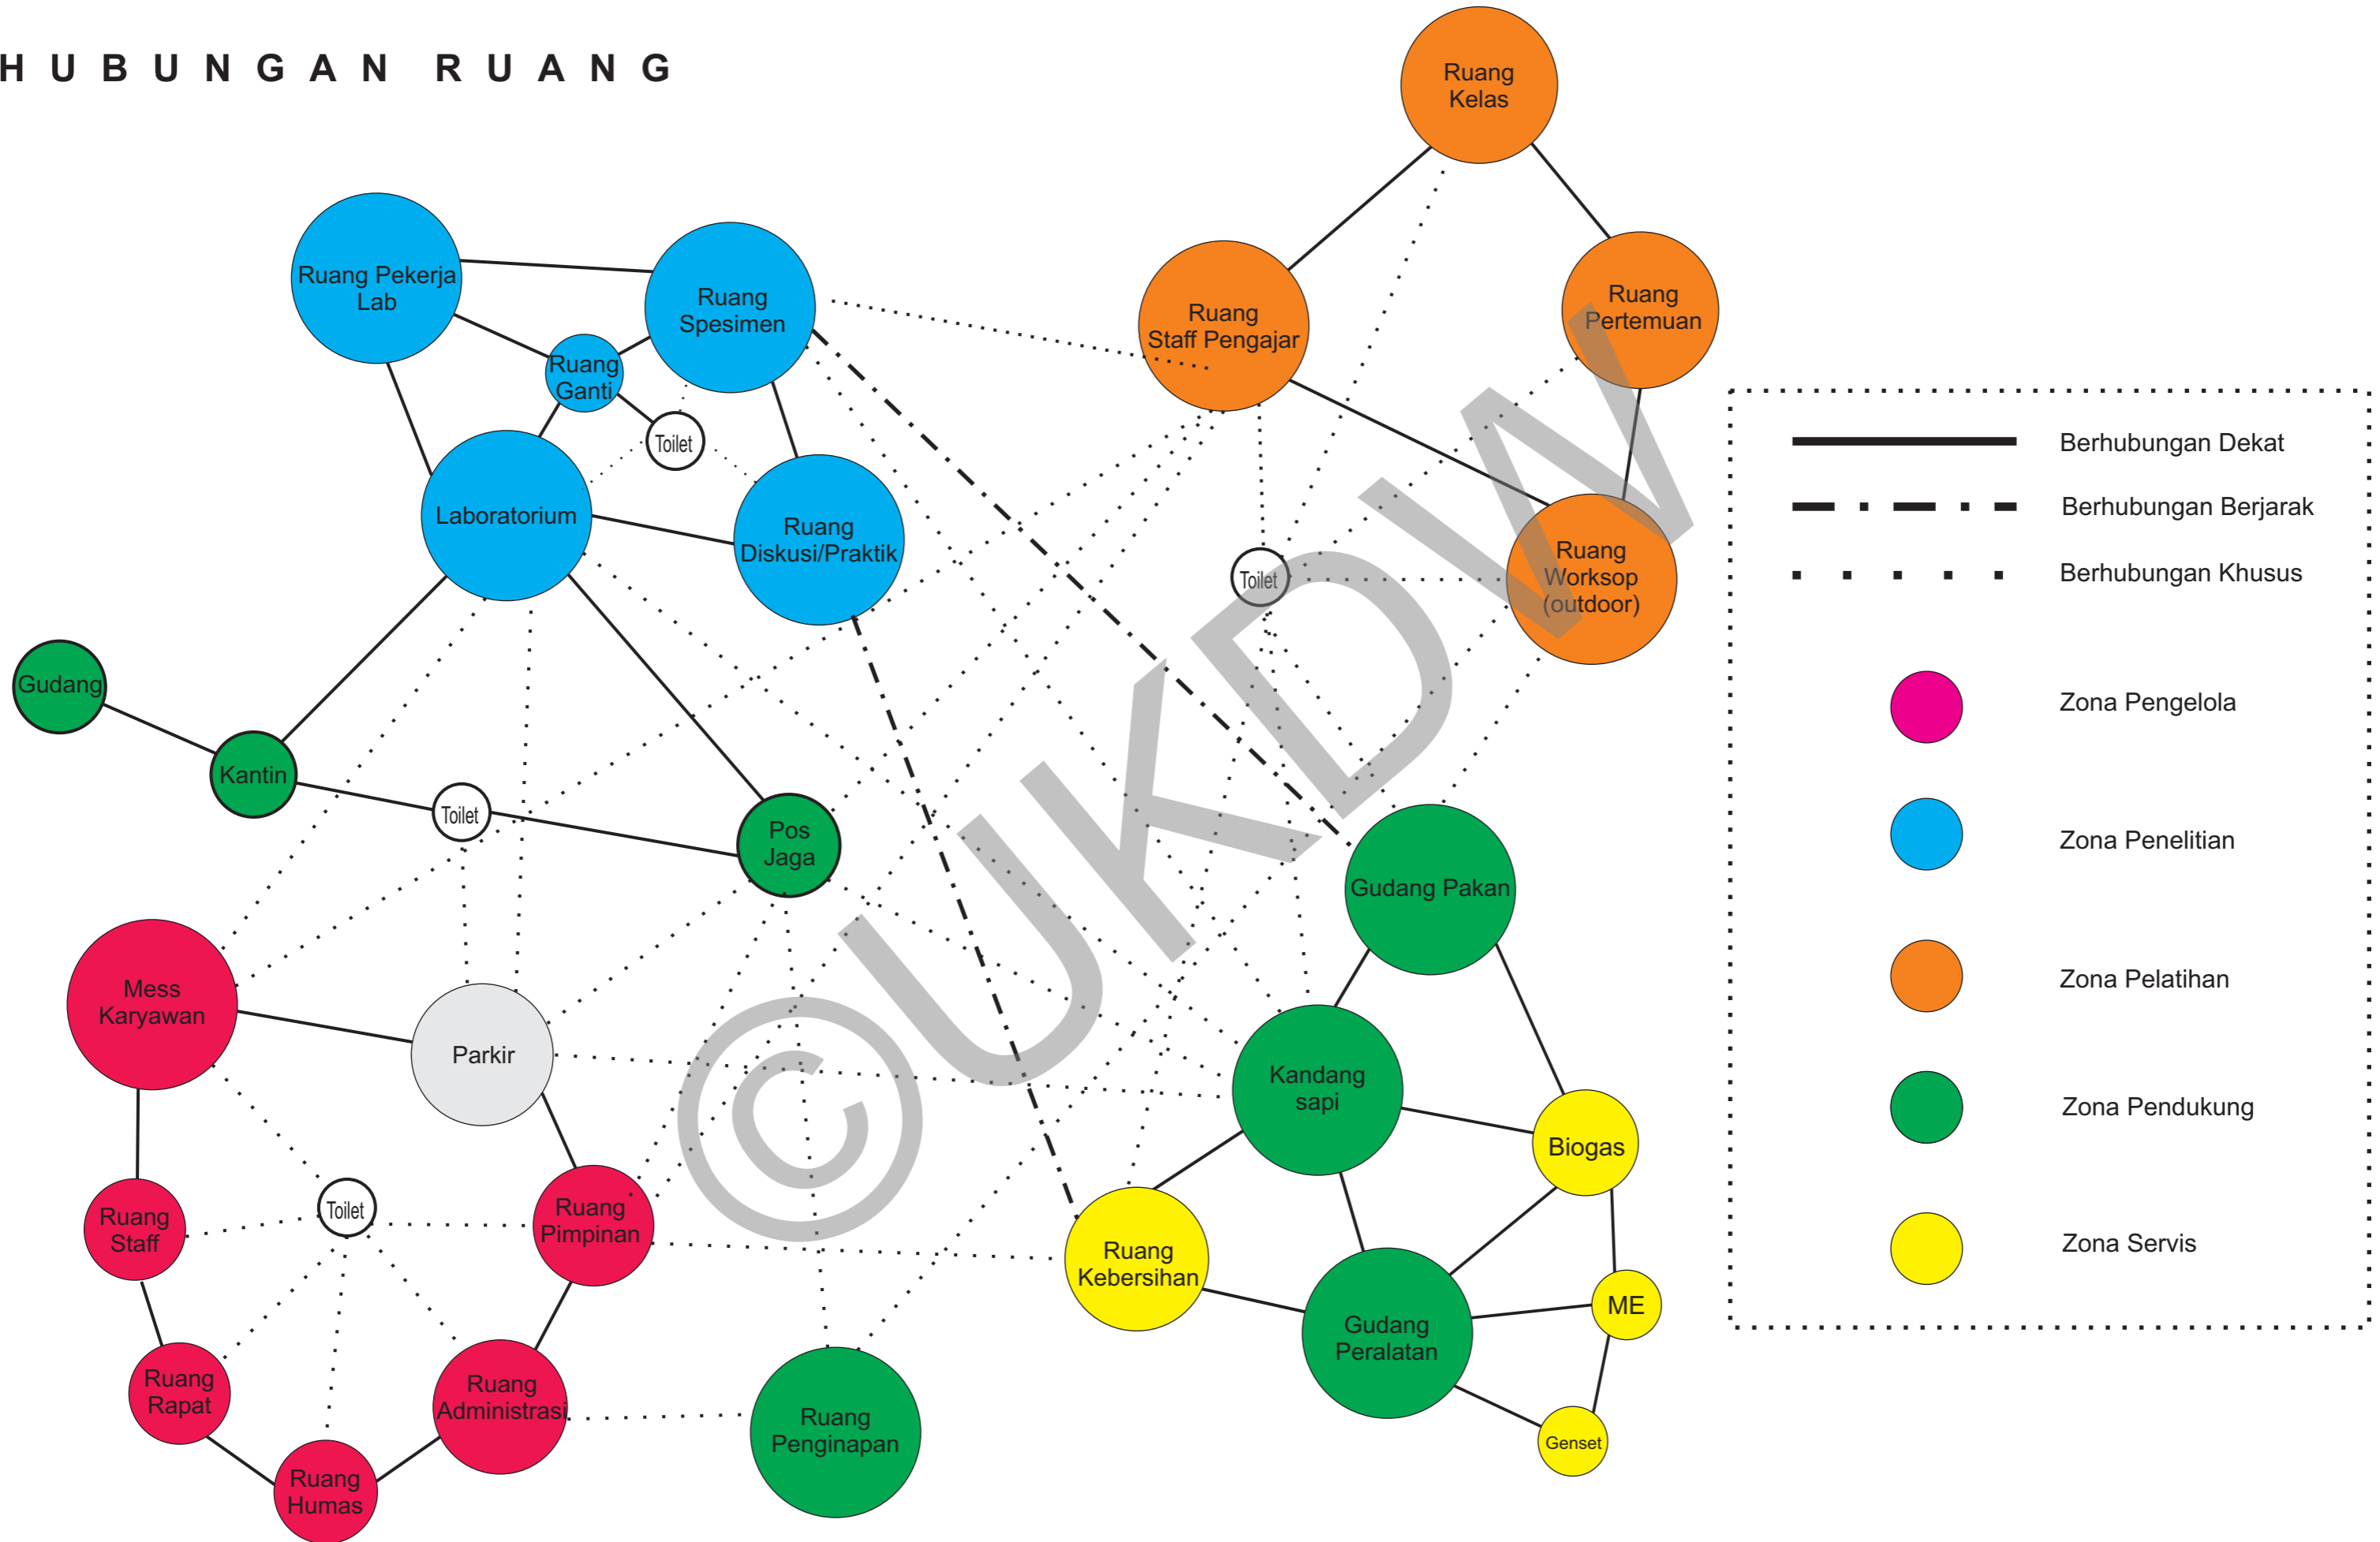 HUBUNGAN RUANG
Ruang
Kelas
Ruang Pekerja
Lab
Ruang
Spesimen
Ruang
Staff Pengajar
Ruang
Pertemuan
Ruang
Ganti
Toilet
Laboratorium
Ruang
Diskusi/Praktik
Toilet
Ruang
Worksop
(outdoor)
Gudang
Kantin
Toilet
Pos
Jaga
Gudang Pakan
Mess
Karyawan
Parkir
Kandang
sapi
Biogas
Ruang
Staff
Toilet
Ruang
Pimpinan
Ruang
Kebersihan
Gudang
Peralatan
ME
Genset
Ruang
Rapat
Ruang
Administrasi
Ruang
Penginapan
Ruang
Humas
Berhubungan Dekat
Berhubungan Berjarak
Berhubungan Khusus
Zona Pengelola
Zona Penelitian
Zona Pelatihan
Zona Pendukung
Zona Servis
©UKDW